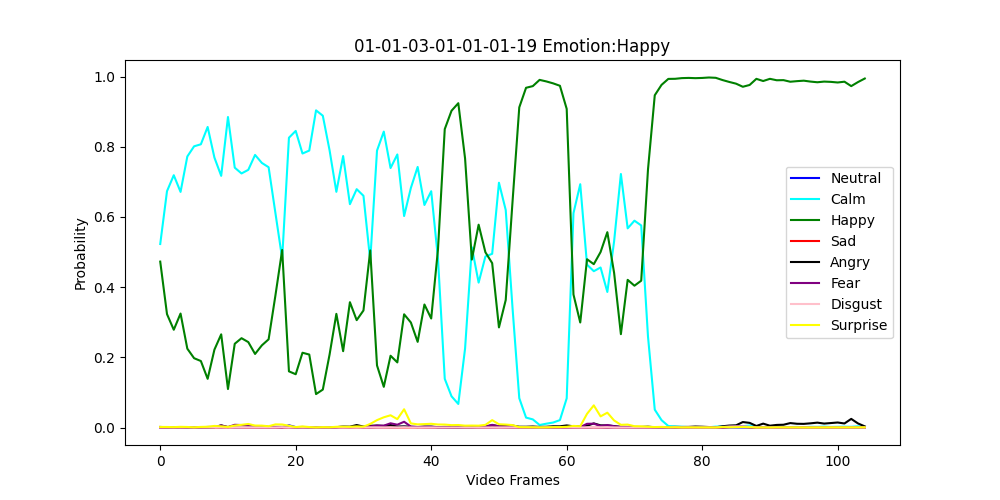 01-01-03-01-01-01-19 Emotion:Happy
Probability
1.0
0.8
0.6
0.4
0.2
0.0
Neutral
Calm
Happy
Sad
Angry
Fear
Disgust
Surprise
0 20 40 60 80 100
Video Frames